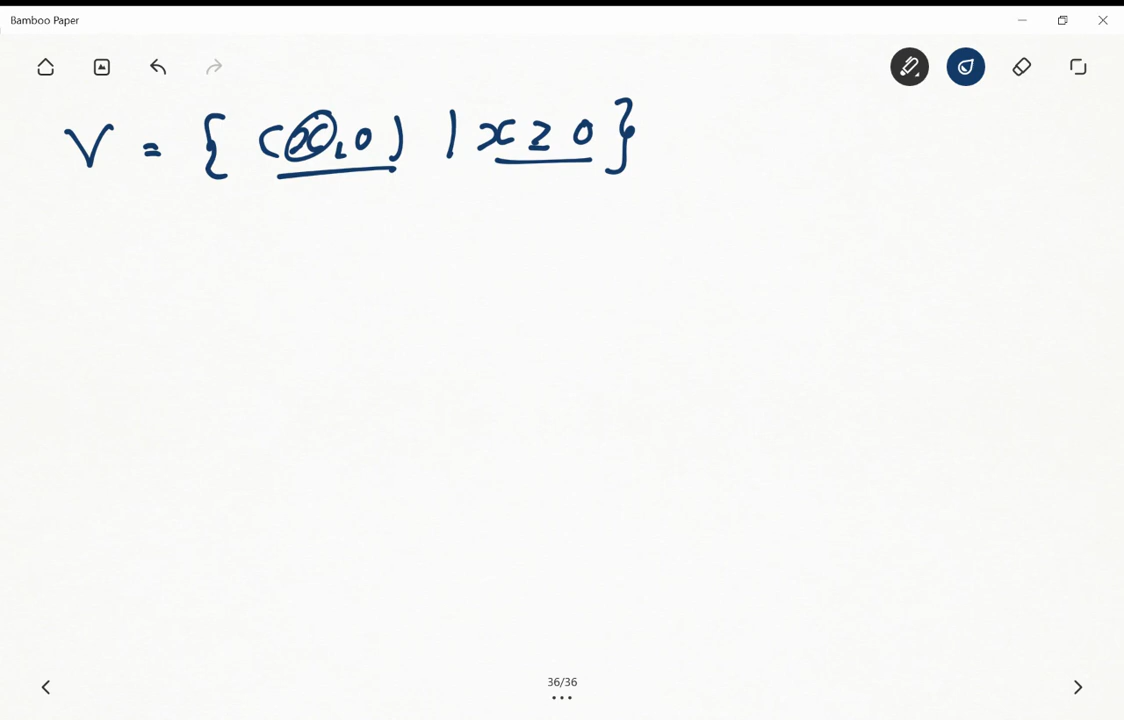 Bamboo Paper
V = { (x, 0) | x ≥ 0 }
36/36